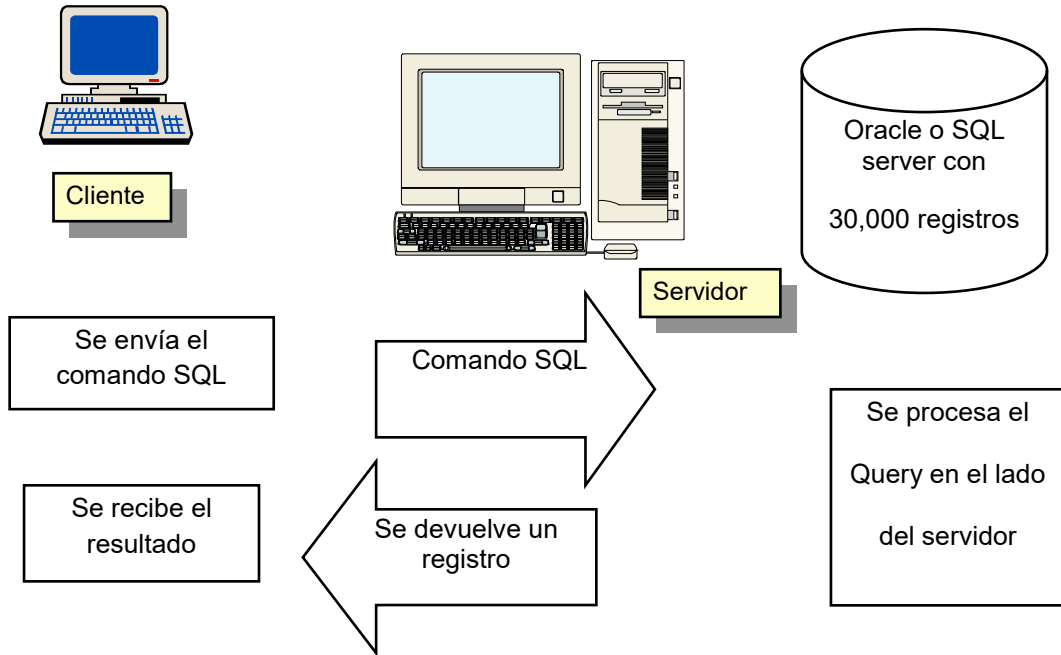 Cliente
Oracle o SQL
server con
30,000 registros
Servidor
Se envía el
comando SQL
Comando SQL
Se procesa el
Query en el lado
del servidor
Se recibe el
resultado
Se devuelve un
registro